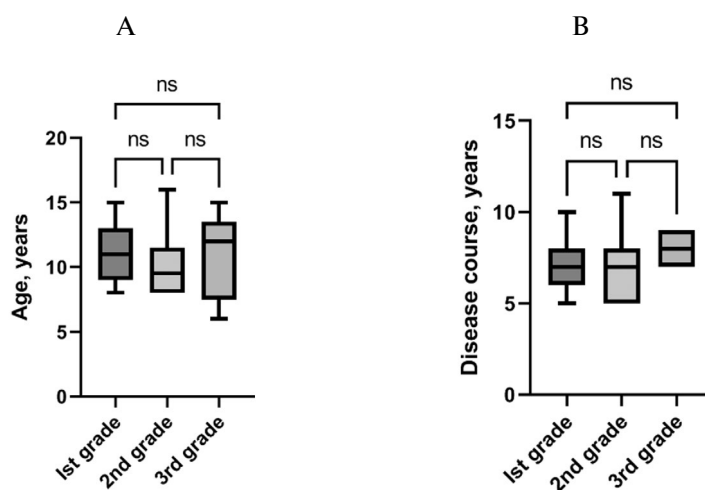 A
ns
ns
ns
20
15
10
5
0
Age, years
Ist grade
2nd grade
3rd grade
B
ns
ns
ns
15
10
5
0
Disease course, years
Ist grade
2nd grade
3rd grade